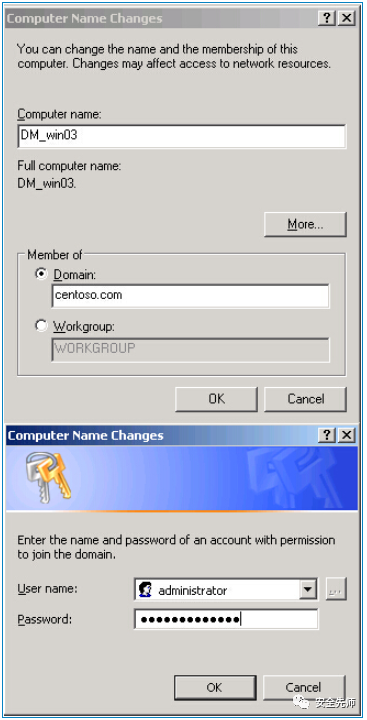 Computer Name Changes
You can change the name and the membership of this
computer. Changes may affect access to network resources.
Computer name:
DM_win03
Full computer name:
DM_win03.
More...
Member of
Domain:
centoso.com
Workgroup:
WORKGROUP
OK Cancel
Computer Name Changes
Enter the name and password of an account with permission
to join the domain.
User name: administrator ...
Password: ●●●●●●●●●●●●●
OK Cancel
安全先师